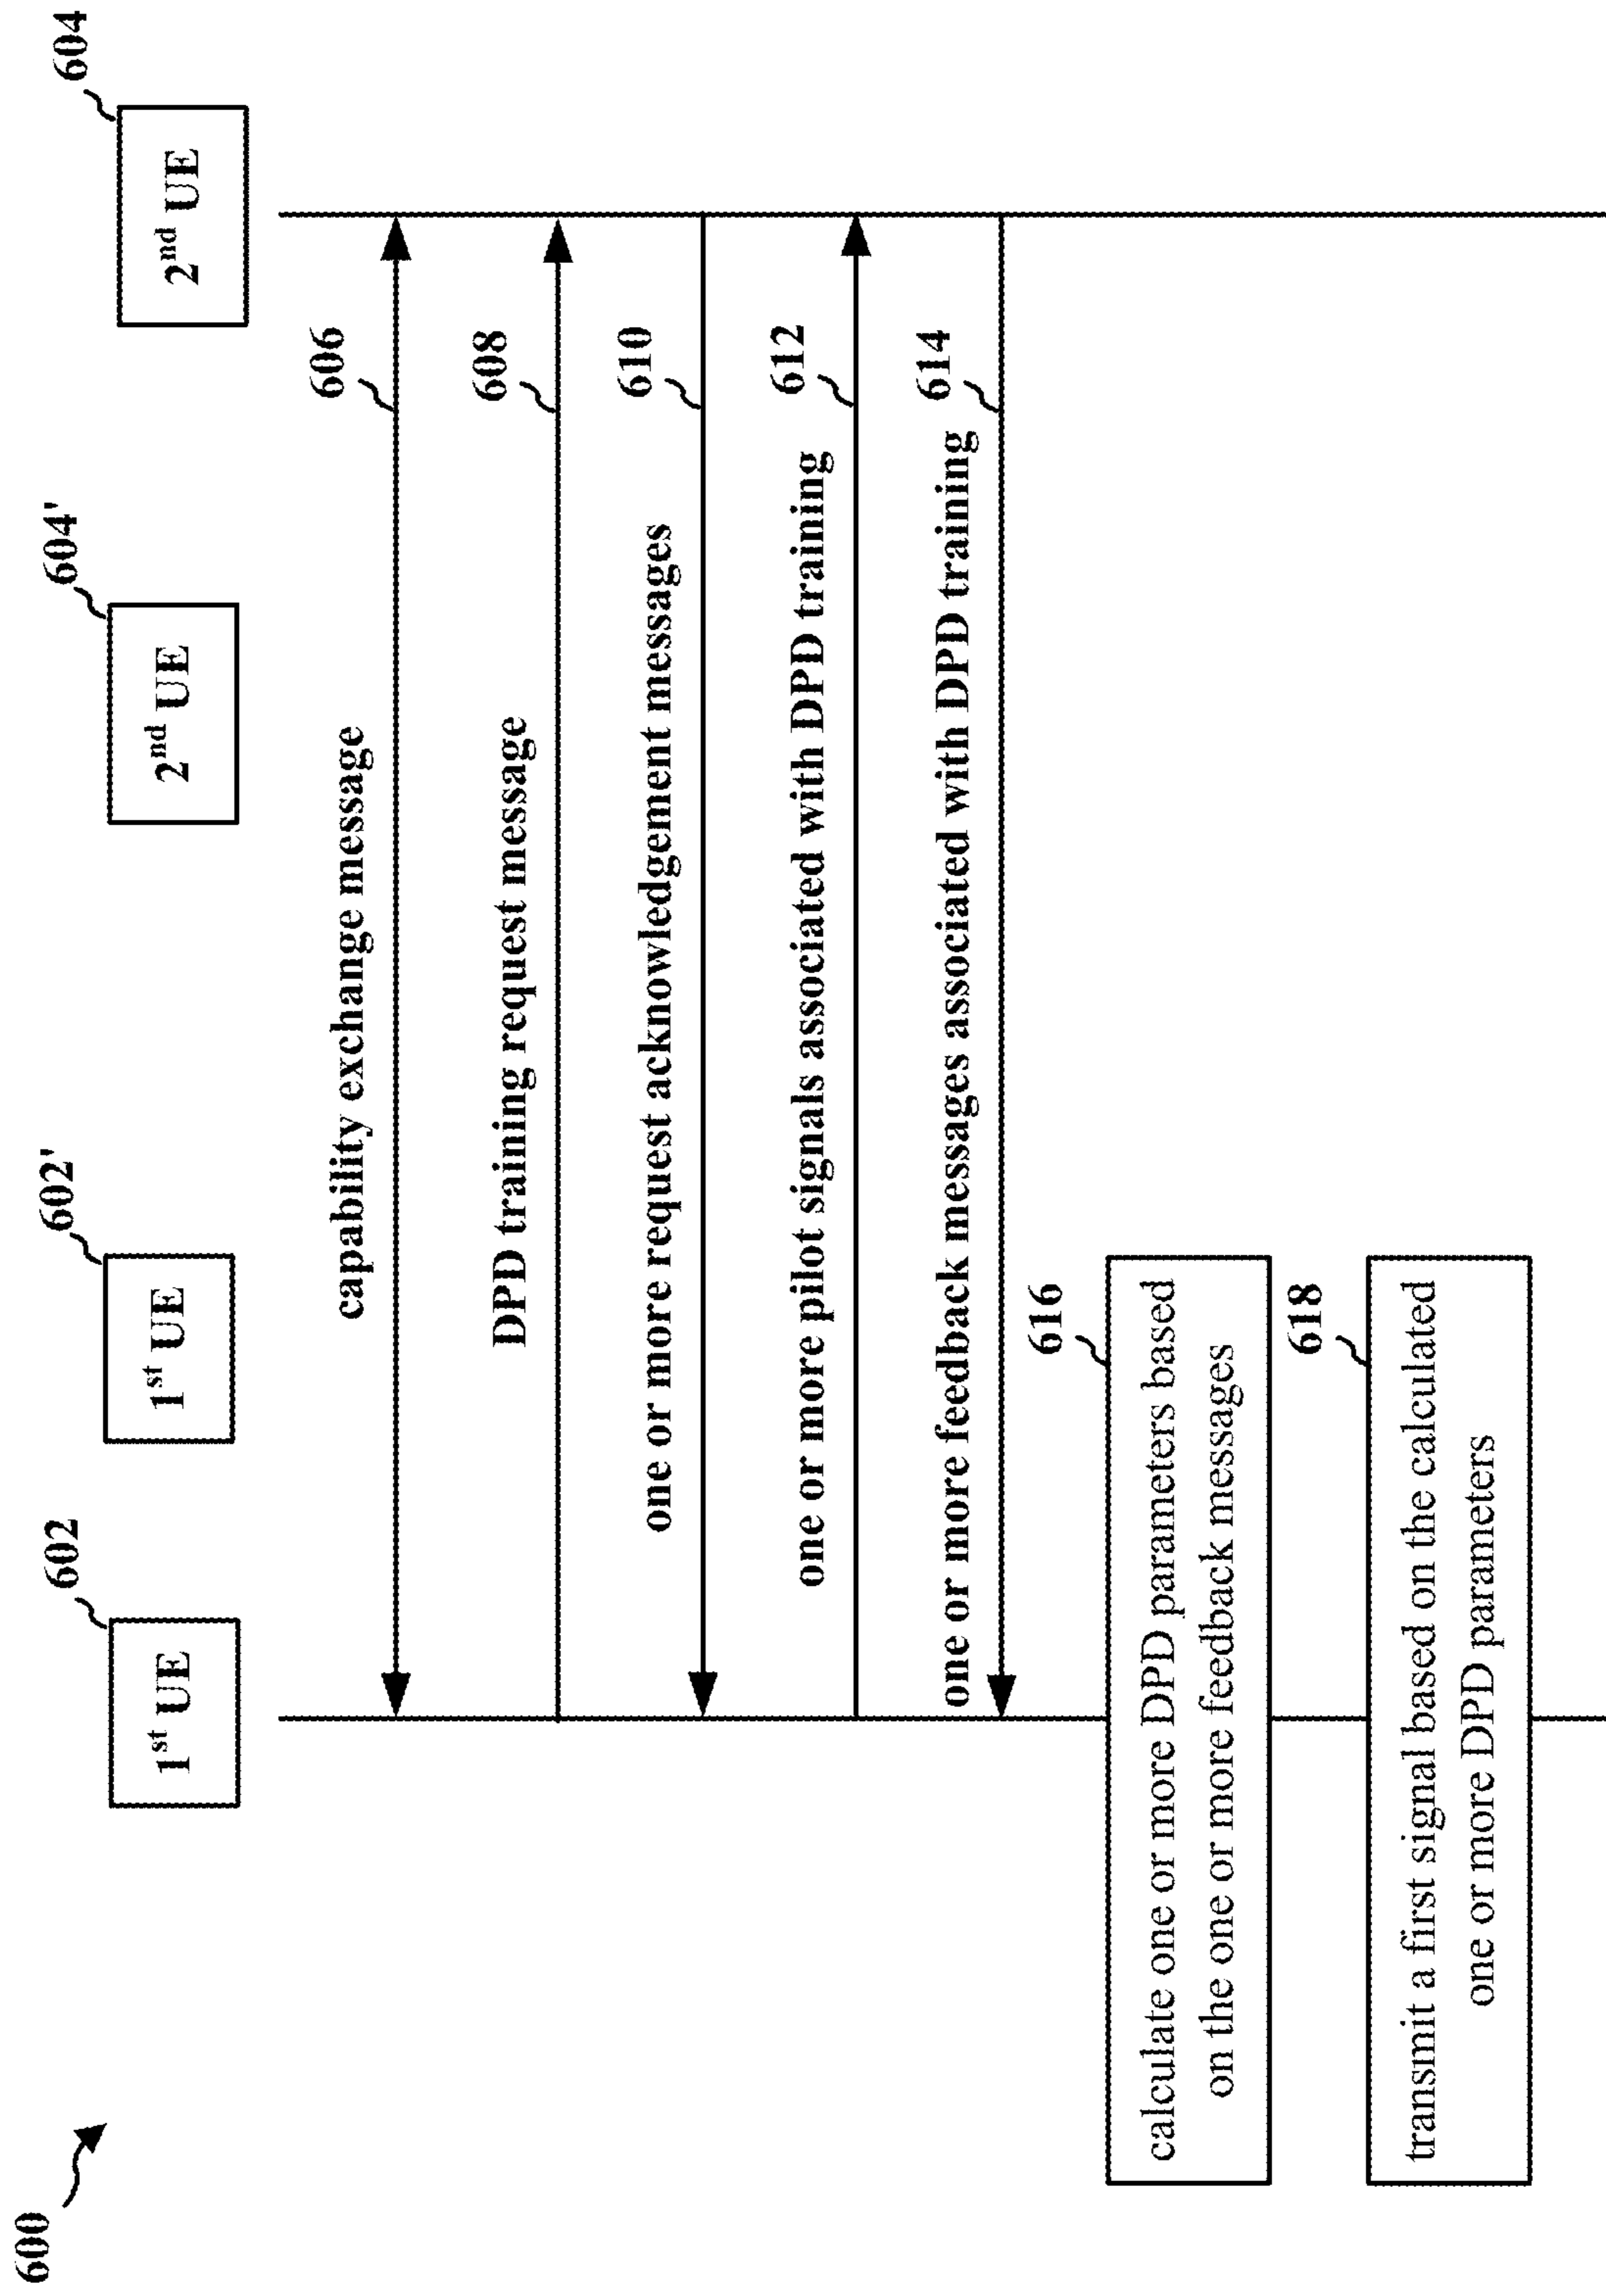 600
602
602'
604'
604
1st UE
1st UE
2nd UE
2nd UE
606
capability exchange message
608
DPD training request message
610
one or more request acknowledgement messages
612
one or more pilot signals associated with DPD training
614
one or more feedback messages associated with DPD training
616
calculate one or more DPD parameters based
on the one or more feedback messages
618
transmit a first signal based on the calculated
one or more DPD parameters